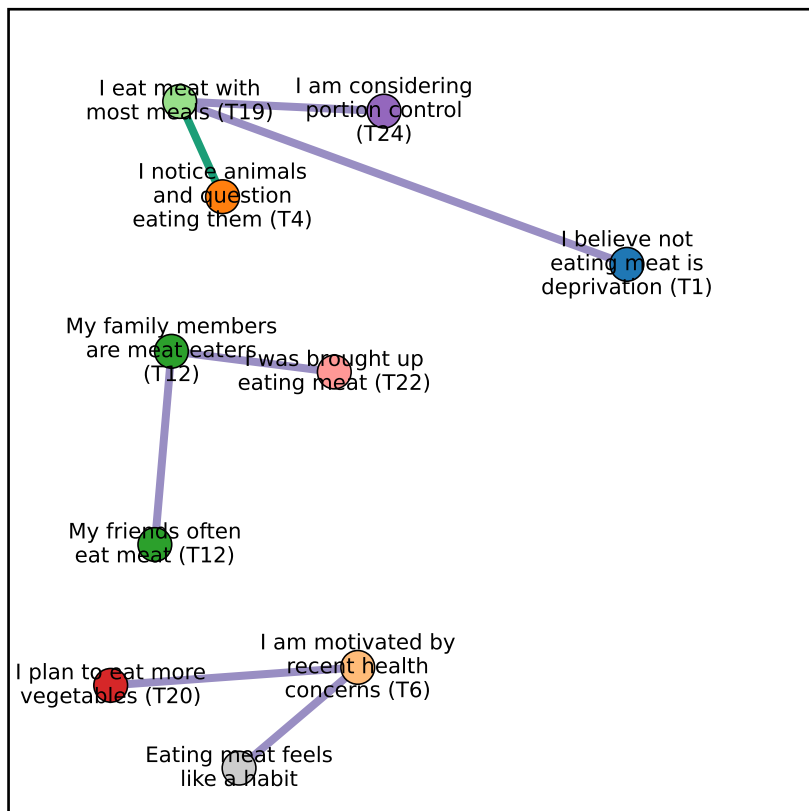 I eat meat with
most meals (T19)
I am considering
portion control
(T24)
I notice animals
and question
eating them (T4)
I believe not
eating meat is
deprivation (T1)
My family members
are meat eaters
(T12)
I was brought up
eating meat (T22)
My friends often
eat meat (T12)
I am motivated by
recent health
concerns (T6)
I plan to eat more
vegetables (T20)
Eating meat feels
like a habit